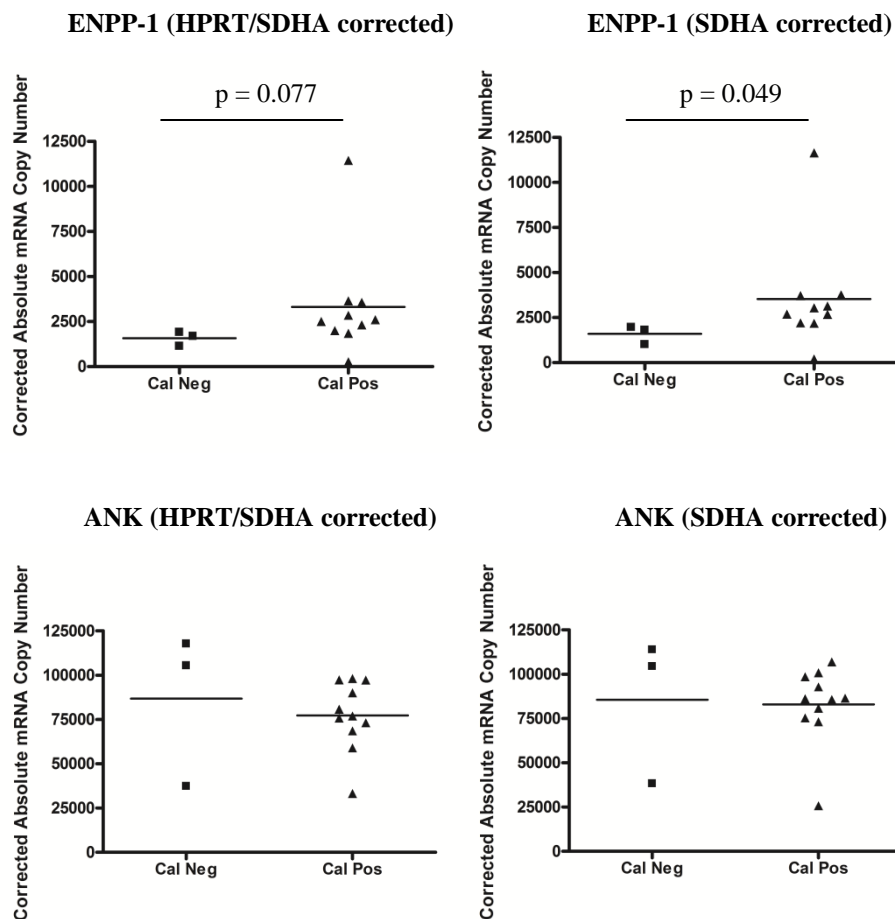 ENPP-1 (HPRT/SDHA corrected)
p = 0.077
Corrected Absolute mRNA Copy Number
12500
10000
7500
5000
2500
0
Cal Neg Cal Pos
ENPP-1 (SDHA corrected)
p = 0.049
Corrected Absolute mRNA Copy Number
12500
10000
7500
5000
2500
0
Cal Neg Cal Pos
ANK (HPRT/SDHA corrected)
Corrected Absolute mRNA Copy Number
125000
100000
75000
50000
25000
0
Cal Neg Cal Pos
ANK (SDHA corrected)
Corrected Absolute mRNA Copy Number
125000
100000
75000
50000
25000
0
Cal Neg Cal Pos